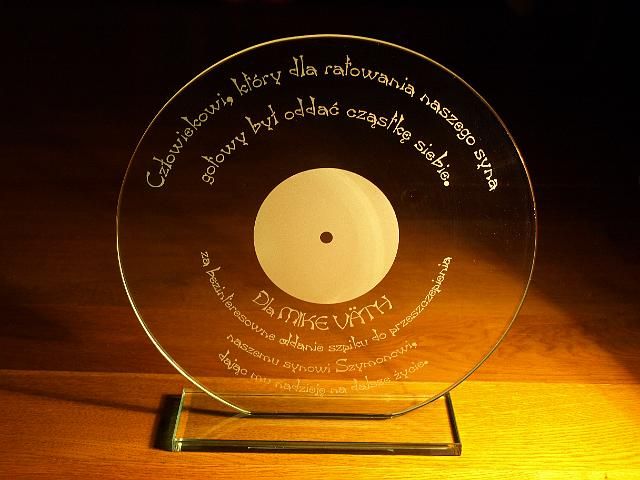 Człowiekowi, który dla ratowania naszego syna
gotowy był oddać cząstkę siebie.
Dla MIKE VÄTH
za bezinteresowne oddanie szpiku do przeszczepienia
naszemu synowi Szymonowi,
dając mu nadzieję na dalsze życie.